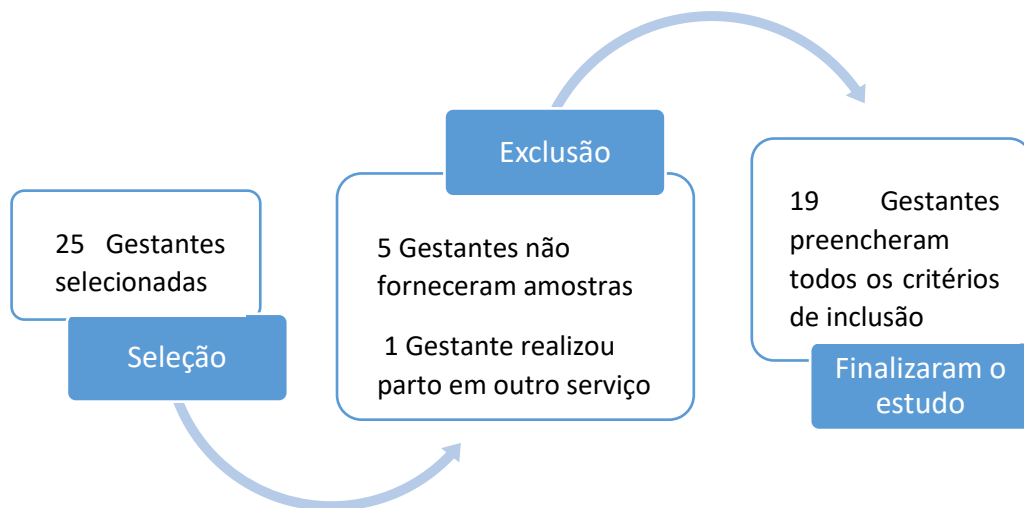 25 Gestantes
selecionadas
Seleção
Exclusão
5 Gestantes não
forneceram amostras
1 Gestante realizou
parto em outro serviço
19 Gestantes
preencheram
todos os critérios
de inclusão
Finalizaram o
estudo